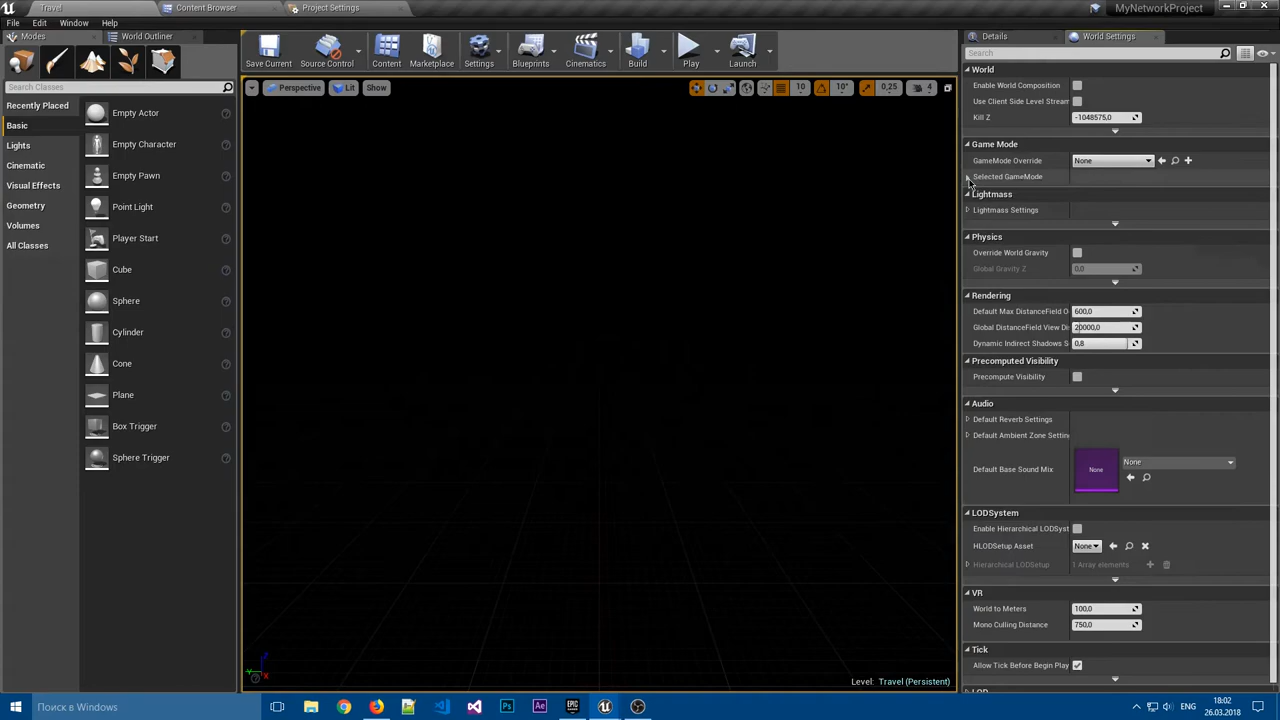 Travel
Content Browser
Project Settings
MyNetworkProject
File Edit Window Help
Modes
World Outliner
Search Classes
Recently Placed
Basic
Lights
Cinematic
Visual Effects
Geometry
Volumes
All Classes
Empty Actor
Empty Character
Empty Pawn
Point Light
Player Start
Cube
Sphere
Cylinder
Cone
Plane
Box Trigger
Sphere Trigger
Save Current
Source Control
Content
Marketplace
Settings
Blueprints
Cinematics
Build
Play
Launch
Perspective
Lit
Show
10
10°
0,25
4
Z
Y
X
Level: Travel (Persistent)
Details
World Settings
Search
World
Enable World Composition
Use Client Side Level Stream
Kill Z -1048575,0
Game Mode
GameMode Override None
Selected GameMode
Lightmass
Lightmass Settings
Physics
Override World Gravity
Global Gravity Z 0,0
Rendering
Default Max DistanceField O 600,0
Global DistanceField View Di 20000,0
Dynamic Indirect Shadows S 0,8
Precomputed Visibility
Precompute Visibility
Audio
Default Reverb Settings
Default Ambient Zone Settin
Default Base Sound Mix None None
LODSystem
Enable Hierarchical LODSyst
HLODSetup Asset None
Hierarchical LODSetup 1 Array elements
VR
World to Meters 100,0
Mono Culling Distance 750,0
Tick
Allow Tick Before Begin Play
LOD
Поиск в Windows
Ps
Ae
EPIC
ENG
18:02
26.03.2018